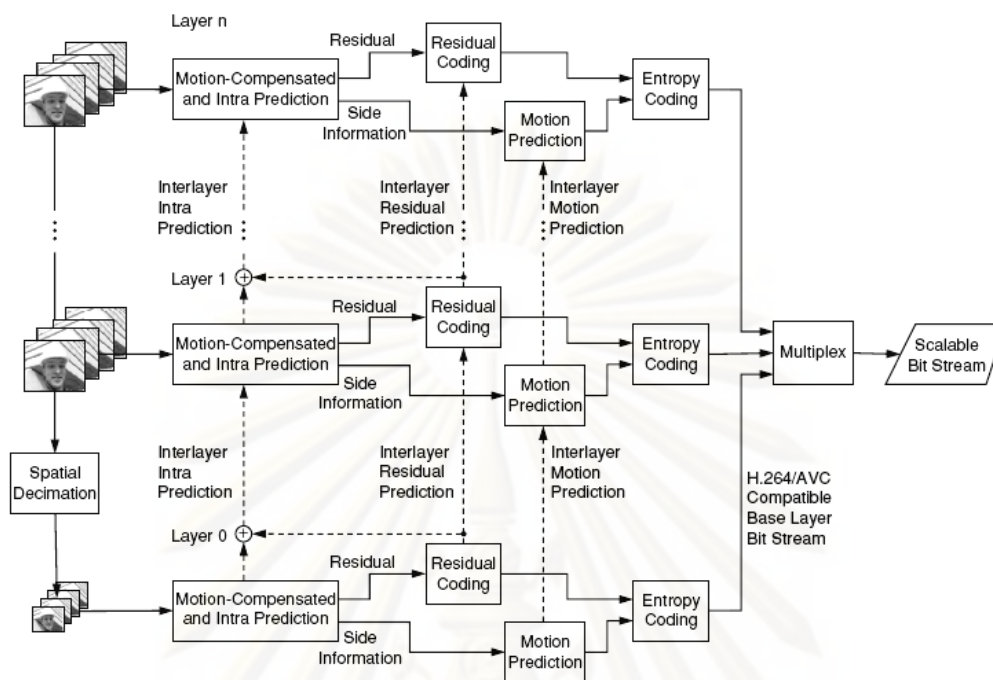 Layer n
Residual
Residual
Coding
Motion-Compensated
and Intra Prediction
Side
Information
Motion
Prediction
Entropy
Coding
Interlayer
Intra
Prediction
Interlayer
Residual
Prediction
Interlayer
Motion
Prediction
Layer 1
Residual
Residual
Coding
Motion-Compensated
and Intra Prediction
Side
Information
Motion
Prediction
Entropy
Coding
Multiplex
Scalable
Bit Stream
Spatial
Decimation
Interlayer
Intra
Prediction
Interlayer
Residual
Prediction
Interlayer
Motion
Prediction
H.264/AVC
Compatible
Base Layer
Bit Stream
Layer 0
Residual
Residual
Coding
Motion-Compensated
and Intra Prediction
Side
Information
Motion
Prediction
Entropy
Coding